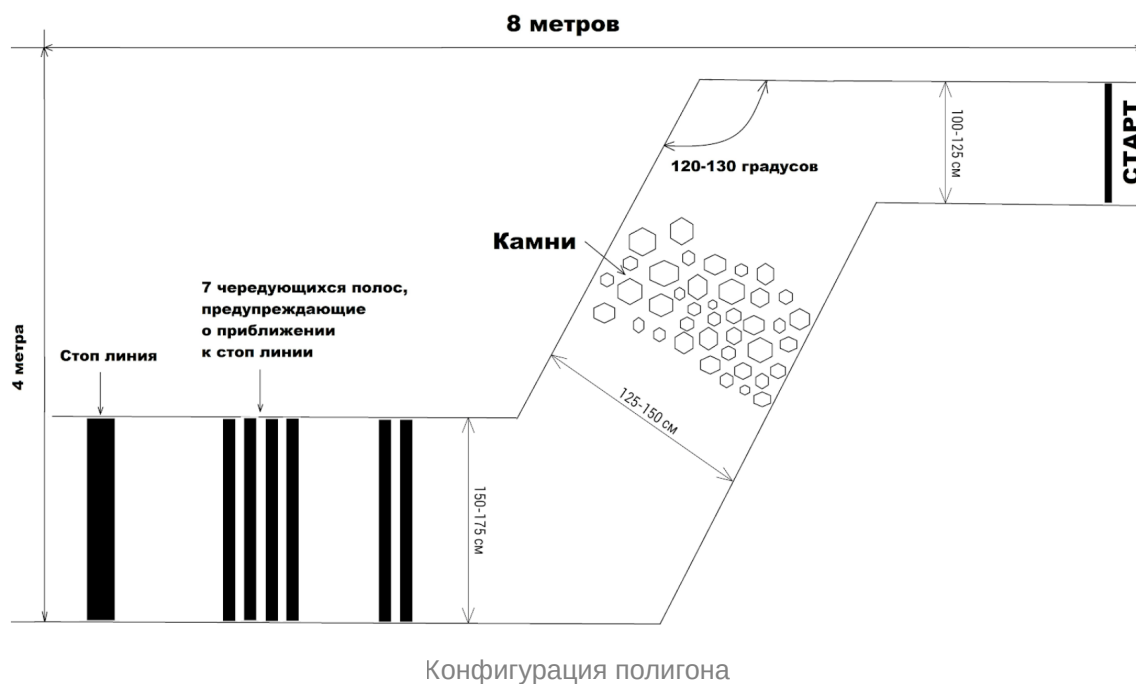 8 метров
100-125 см
СТАРТ
120-130 градусов
Камни
7 чередующихся полос,
предупреждающие
о приближении
к стоп линии
4 метра
Стоп линия
125-150 см
150-175 см
Конфигурация полигона